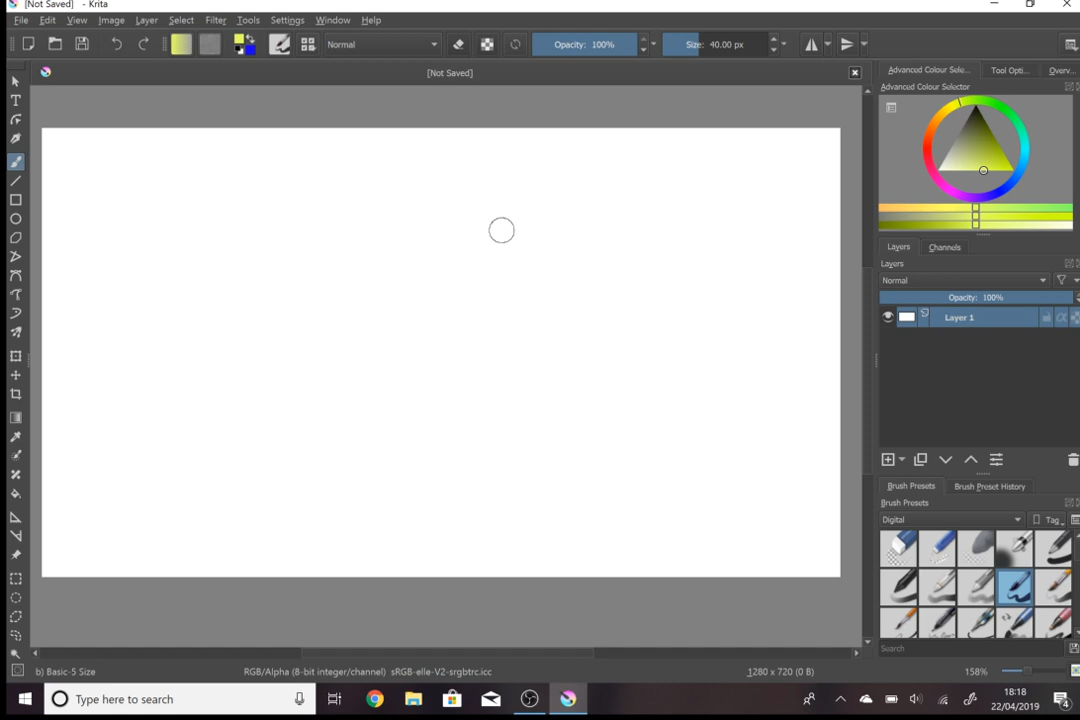 [Not Saved] - Krita
File Edit View Image Layer Select Filter Tools Settings Window Help
Normal Opacity: 100% Size: 40.00 px
[Not Saved]
Advanced Colour Sele... Tool Opti... Overv...
Advanced Colour Selector
Layers Channels
Layers
Normal
Opacity: 100%
Layer 1
Brush Presets Brush Preset History
Brush Presets
Digital Tag
Search
b) Basic-5 Size RGB/Alpha (8-bit integer/channel) sRGB-elle-V2-srgbtrc.icc 1280 x 720 (0 B) 158%
Type here to search
18:18
22/04/2019
4